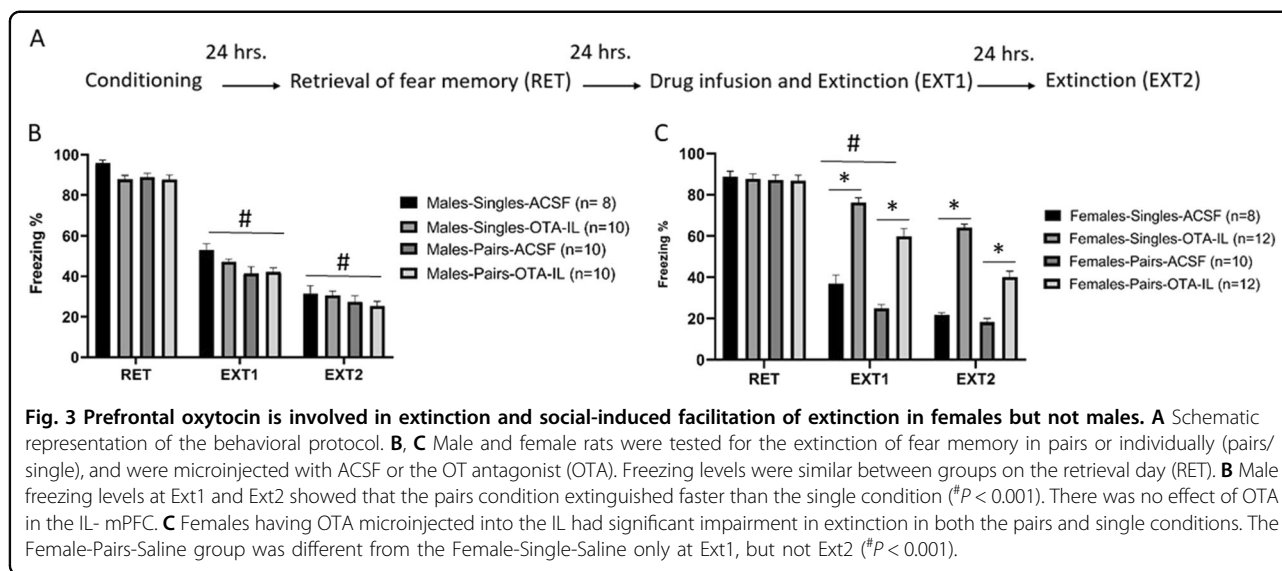 A
24 hrs. 24 hrs. 24 hrs.
Conditioning Retrieval of fear memory (RET) Drug infusion and Extinction (EXT1) Extinction (EXT2)
B
Freezing %
100
80
60
40
20
0
#
#
RET EXT1 EXT2
Males-Singles-ACSF (n= 8)
Males-Singles-OTA-IL (n=10)
Males-Pairs-ACSF (n=10)
Males-Pairs-OTA-IL (n=10)
C
Freezing %
100
80
60
40
20
0
#
* * * *
RET EXT1 EXT2
Females-Singles-ACSF (n=8)
Females-Singles-OTA-IL (n=12)
Females-Pairs-ACSF (n=10)
Females-Pairs-OTA-IL (n=12)
Fig. 3 Prefrontal oxytocin is involved in extinction and social-induced facilitation of extinction in females but not males. A Schematic
representation of the behavioral protocol. B, C Male and female rats were tested for the extinction of fear memory in pairs or individually (pairs/
single), and were microinjected with ACSF or the OT antagonist (OTA). Freezing levels were similar between groups on the retrieval day (RET). B Male
freezing levels at Ext1 and Ext2 showed that the pairs condition extinguished faster than the single condition (#P < 0.001). There was no effect of OTA
in the IL- mPFC. C Females having OTA microinjected into the IL had significant impairment in extinction in both the pairs and single conditions. The
Female-Pairs-Saline group was different from the Female-Single-Saline only at Ext1, but not Ext2 (#P < 0.001).